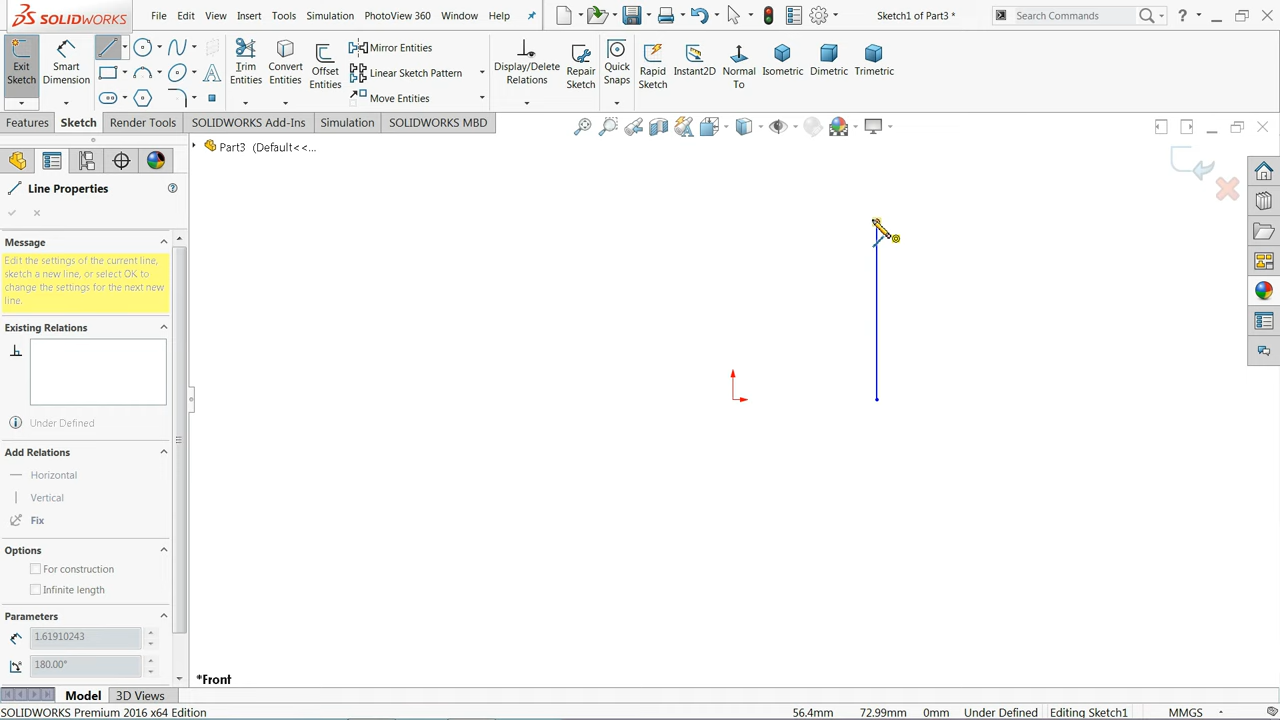 SOLIDWORKS
File Edit View Insert Tools Simulation PhotoView 360 Window Help
Sketch1 of Part3 *
Search Commands
Exit Sketch
Smart Dimension
Trim Entities
Convert Entities
Offset Entities
Mirror Entities
Linear Sketch Pattern
Move Entities
Display/Delete Relations
Repair Sketch
Quick Snaps
Rapid Sketch
Instant2D
Normal To
Isometric
Dimetric
Trimetric
Features Sketch Render Tools SOLIDWORKS Add-Ins Simulation SOLIDWORKS MBD
Part3 (Default<<...
Line Properties
Message
Edit the settings of the current line,
sketch a new line, or select OK to
change the settings for the next new
line.
Existing Relations
Under Defined
Add Relations
Horizontal
Vertical
Fix
Options
For construction
Infinite length
Parameters
1.61910243
180.00°
*Front
Model 3D Views
SOLIDWORKS Premium 2016 x64 Edition
56.4mm 72.99mm 0mm Under Defined Editing Sketch1 MMGS